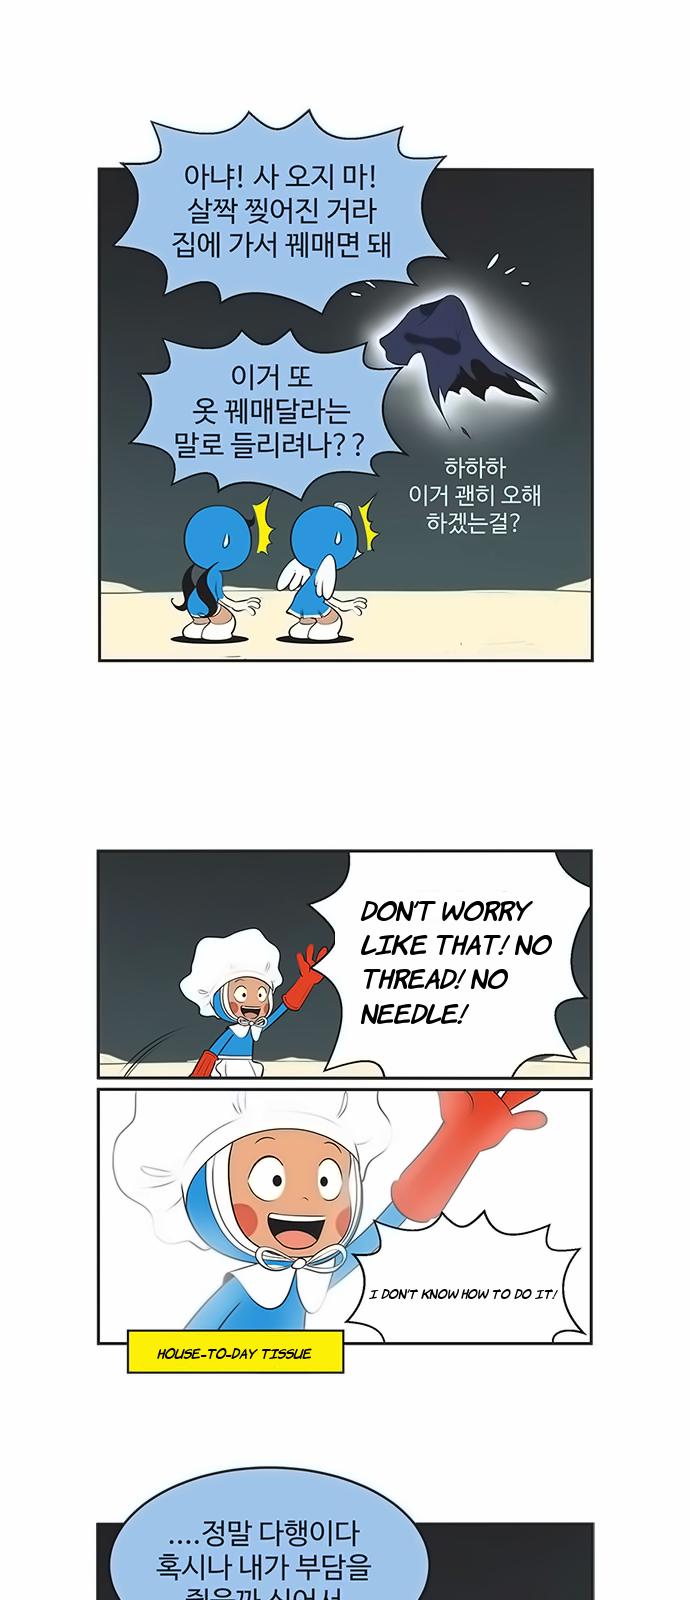 아냐! 사 오지 마!
살짝 찢어진 거라
집에 가서 꿰매면 돼
이거 또
옷 꿰매달라는
말로 들리려나??
하하하
이거 괜히 오해
하겠는걸?
DON'T WORRY
LIKE THAT! NO
THREAD! NO
NEEDLE!
I DON'T KNOW HOW TO DO IT!
HOUSE-TO-DAY TISSUE
....정말 다행이다
혹시나 내가 부담을